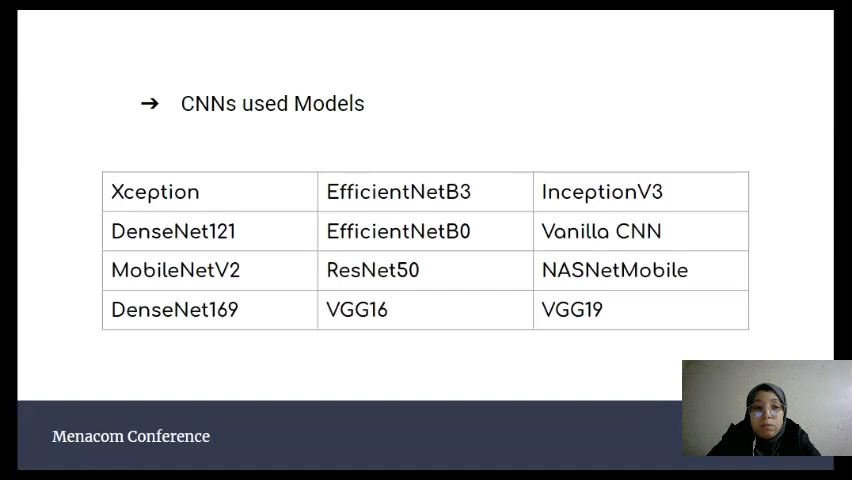 ➔ CNNs used Models
Xception EfficientNetB3 InceptionV3
DenseNet121 EfficientNetB0 Vanilla CNN
MobileNetV2 ResNet50 NASNetMobile
DenseNet169 VGG16 VGG19
Menacom Conference